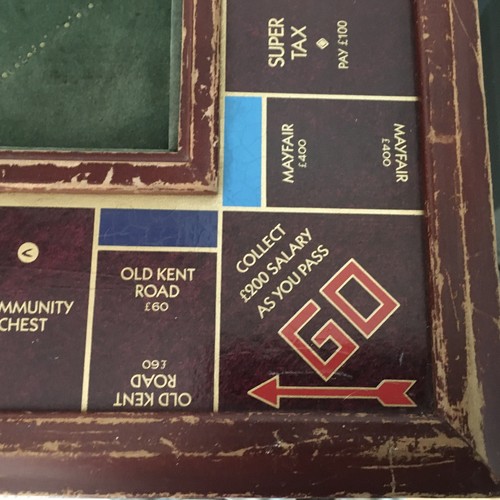 SUPER
TAX
PAY £100
MAYFAIR
£400
MAYFAIR
£400
COLLECT
£200 SALARY
AS YOU PASS
GO
OLD KENT
ROAD
£60
OLD KENT
ROAD
£60
MMUNITY
CHEST